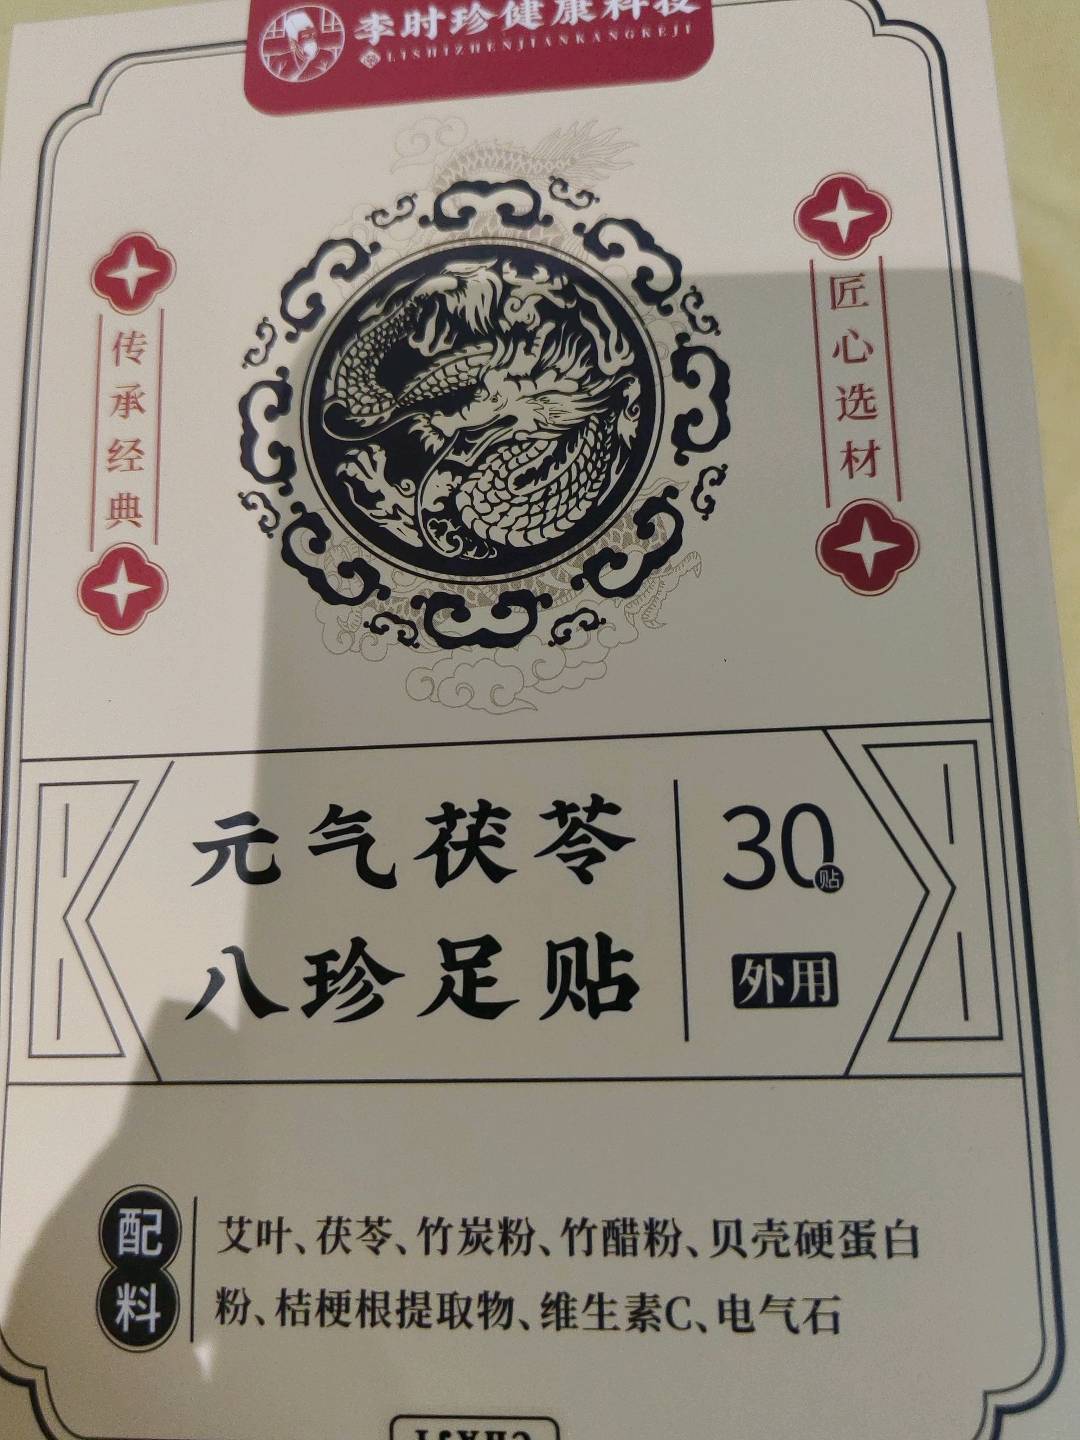 李时珍健康科技
LISHIZHENJIANKANGKEJI
传承经典
匠心选材
元气茯苓
八珍足贴
30贴
外用
配料
艾叶、茯苓、竹炭粉、竹醋粉、贝壳硬蛋白
粉、桔梗根提取物、维生素C、电气石